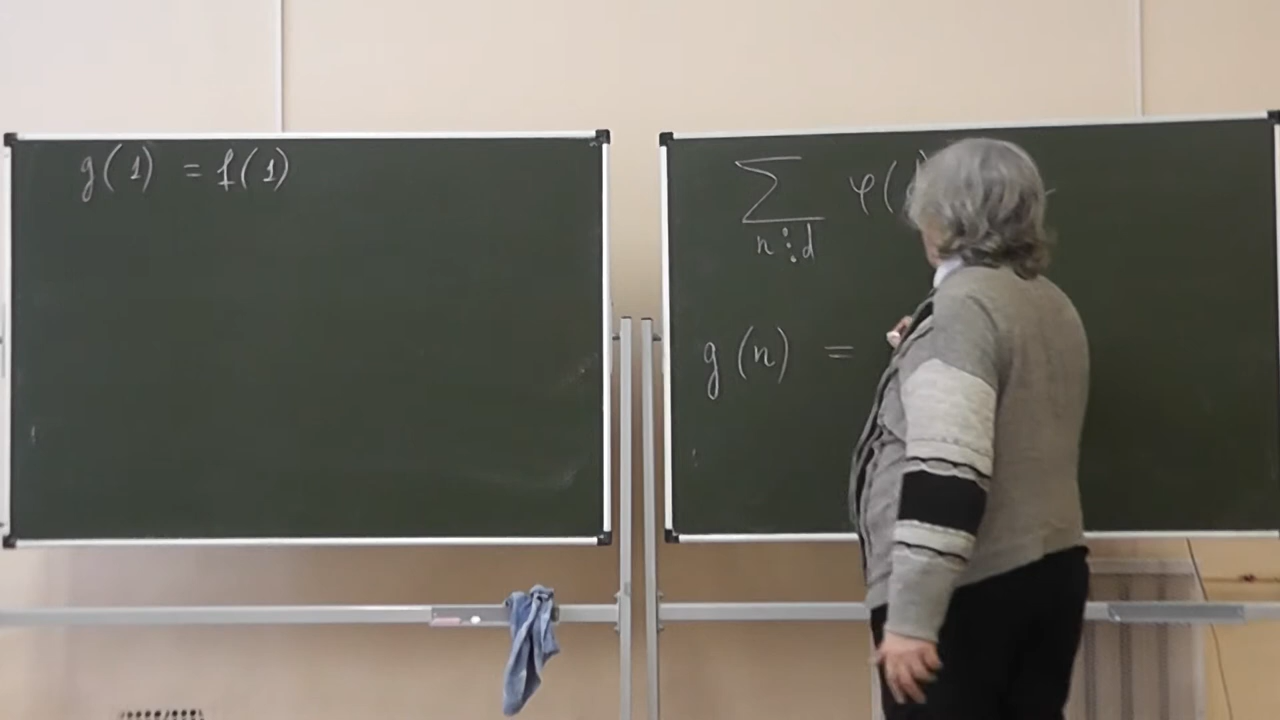 g(1) = f(1)
∑ φ(
n⋮d
g(n) =